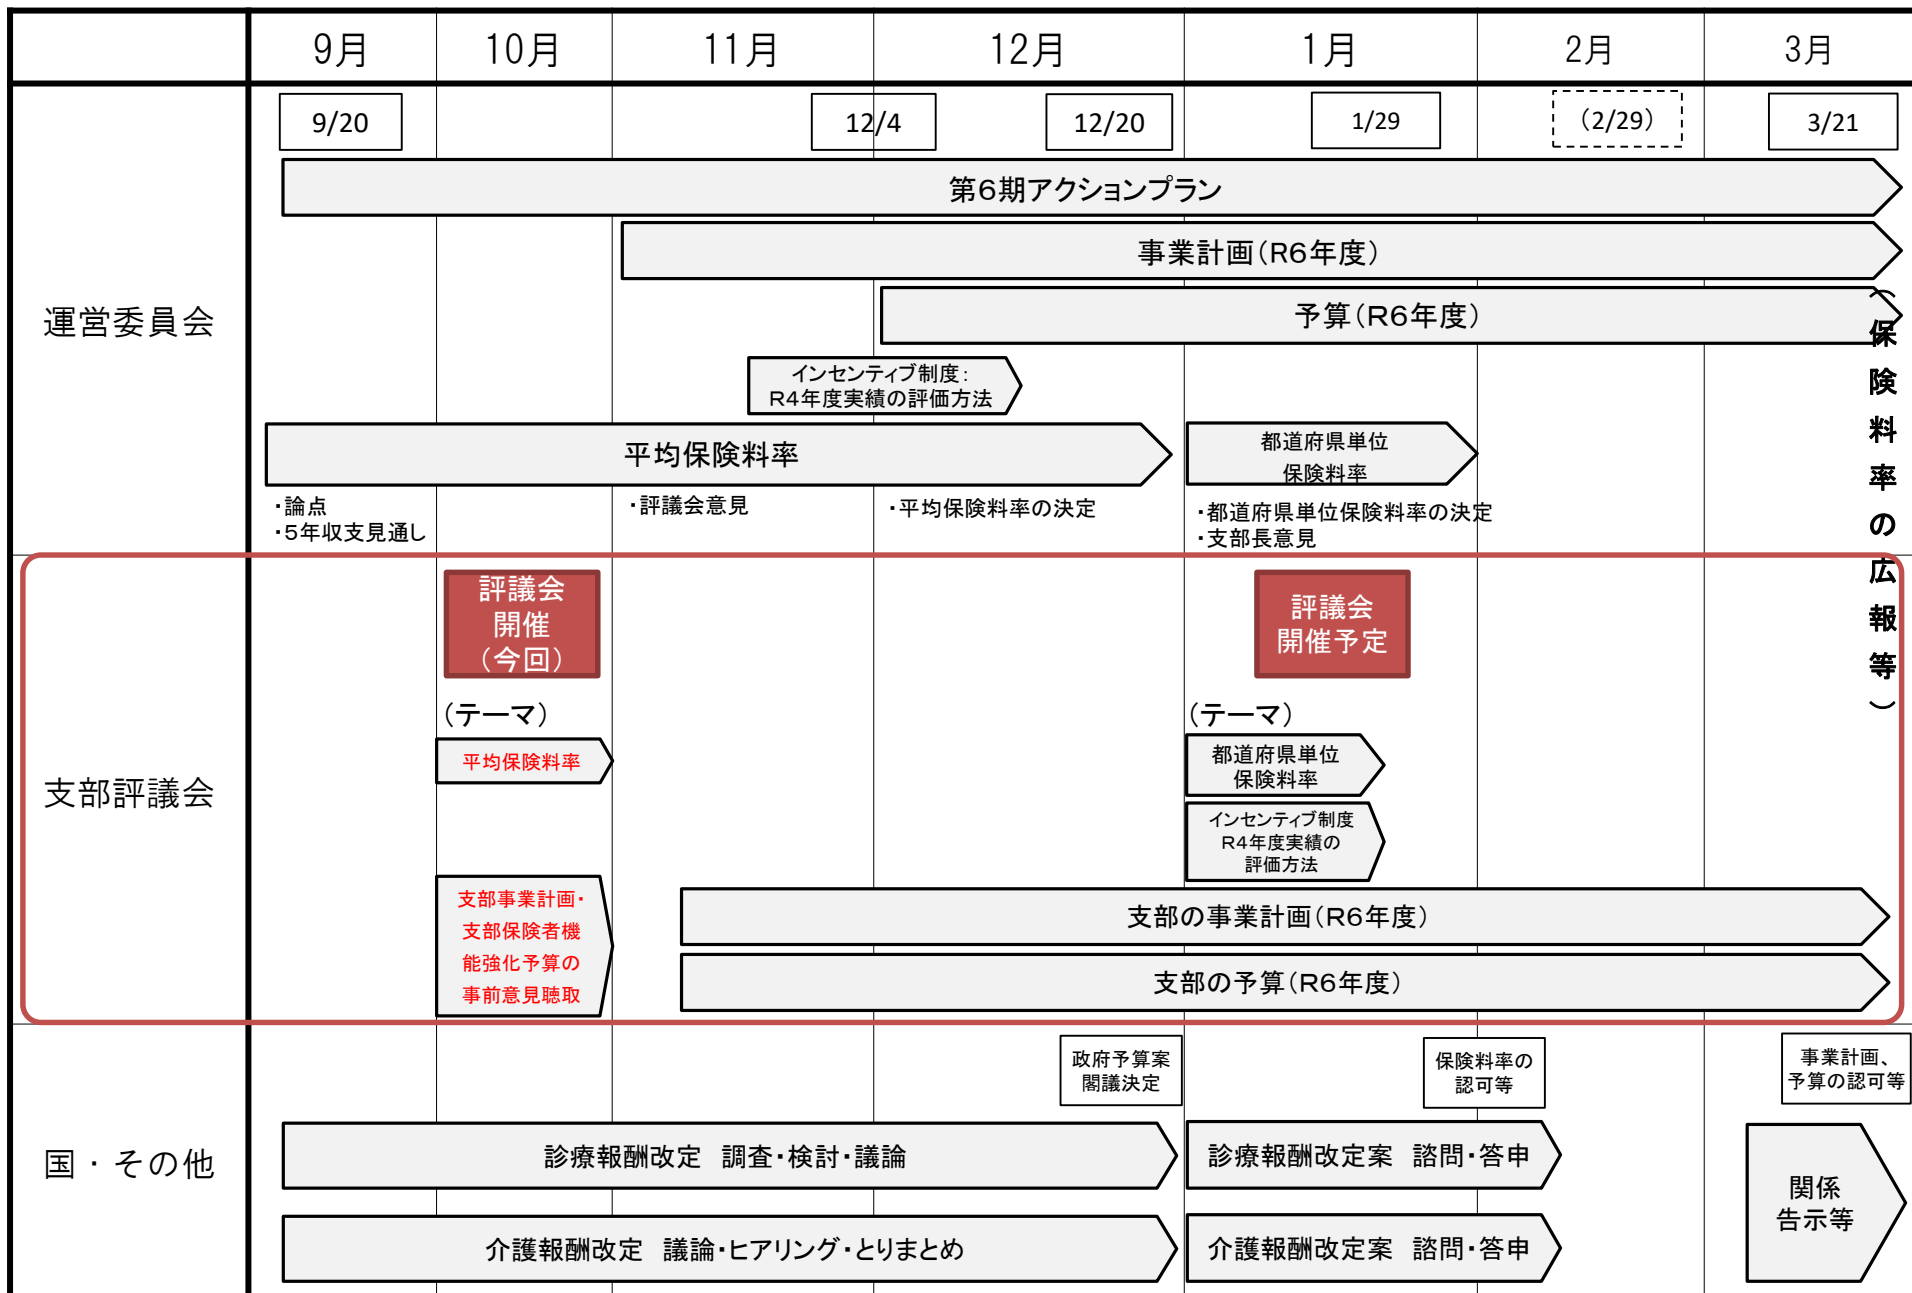 9月
10月
11月
12月
1月
2月
3月
運営委員会
9/20
12/4
12/20
1/29
（2/29）
3/21
第６期アクションプラン
事業計画（Ｒ６年度）
予算（Ｒ６年度）
インセンティブ制度：
Ｒ４年度実績の評価方法
平均保険料率
都道府県単位
保険料率
・論点
・５年収支見通し
・評議会意見
・平均保険料率の決定
・都道府県単位保険料率の決定
・支部長意見
（保険料率の広報等）
支部評議会
評議会
開催
（今回）
評議会
開催予定
（テーマ）
（テーマ）
平均保険料率
都道府県単位
保険料率
インセンティブ制度
Ｒ４年度実績の
評価方法
支部事業計画・
支部保険者機
能強化予算の
事前意見聴取
支部の事業計画（Ｒ６年度）
支部の予算（Ｒ６年度）
国・その他
政府予算案
閣議決定
保険料率の
認可等
事業計画、
予算の認可等
診療報酬改定　調査・検討・議論
診療報酬改定案　諮問・答申
介護報酬改定　議論・ヒアリング・とりまとめ
介護報酬改定案　諮問・答申
関係
告示等